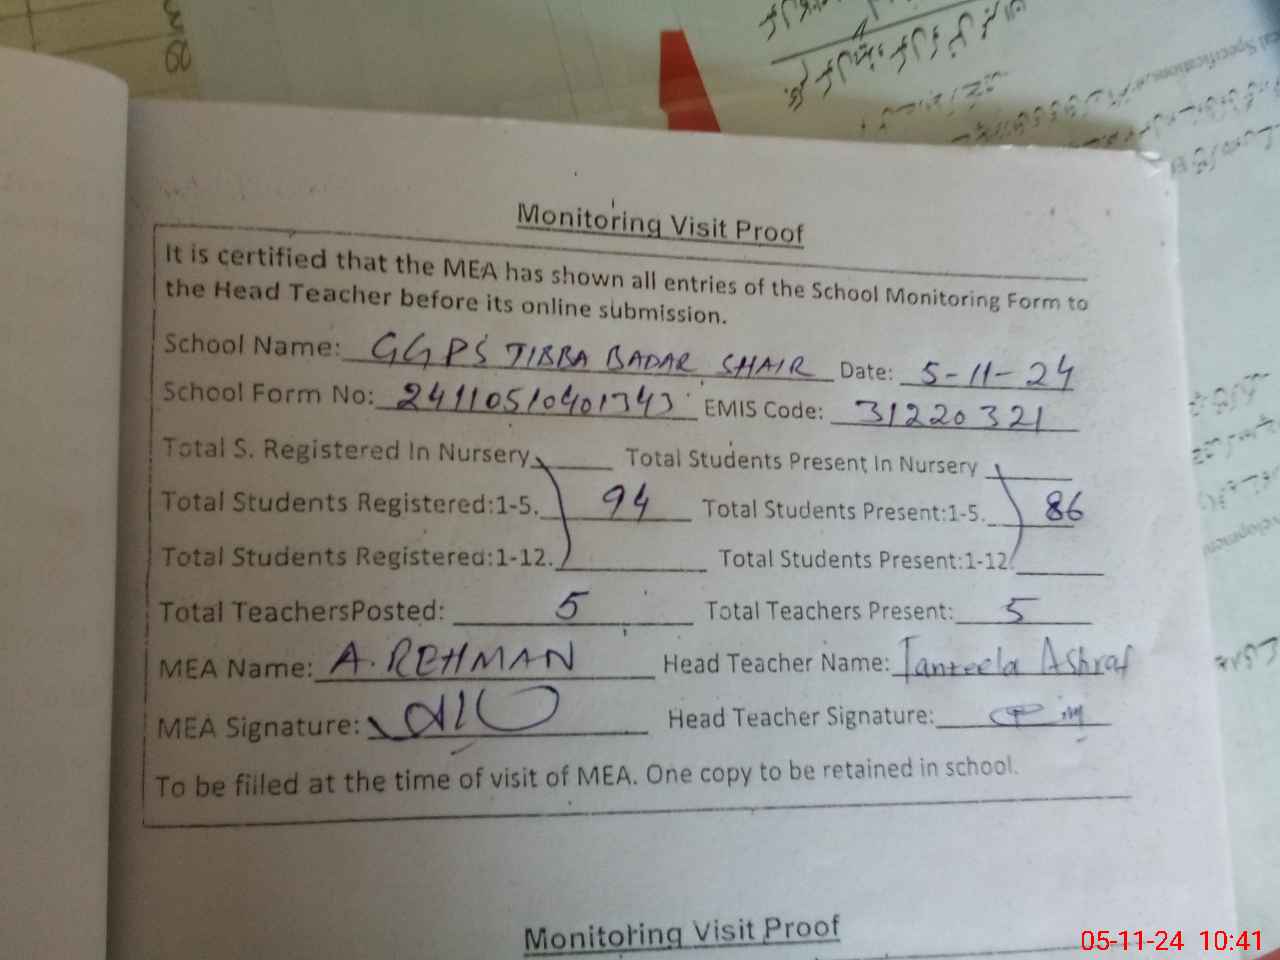 Monitoring Visit Proof
It is certified that the MEA has shown all entries of the School Monitoring Form to
the Head Teacher before its online submission.
School Name: GGPS TIBBA BADAR SHAIR Date: 5-11-24
School Form No: 24110510401343 EMIS Code: 31220321
Total S. Registered In Nursery Total Students Present In Nursery
Total Students Registered:1-5. 94 Total Students Present:1-5. 86
Total Students Registered:1-12. Total Students Present:1-12.
Total TeachersPosted: 5 Total Teachers Present: 5
MEA Name: A. REHMAN Head Teacher Name: Tanzeela Ashraf
MEA Signature: Head Teacher Signature:
To be filled at the time of visit of MEA. One copy to be retained in school.
Monitoring Visit Proof
05-11-24 10:41